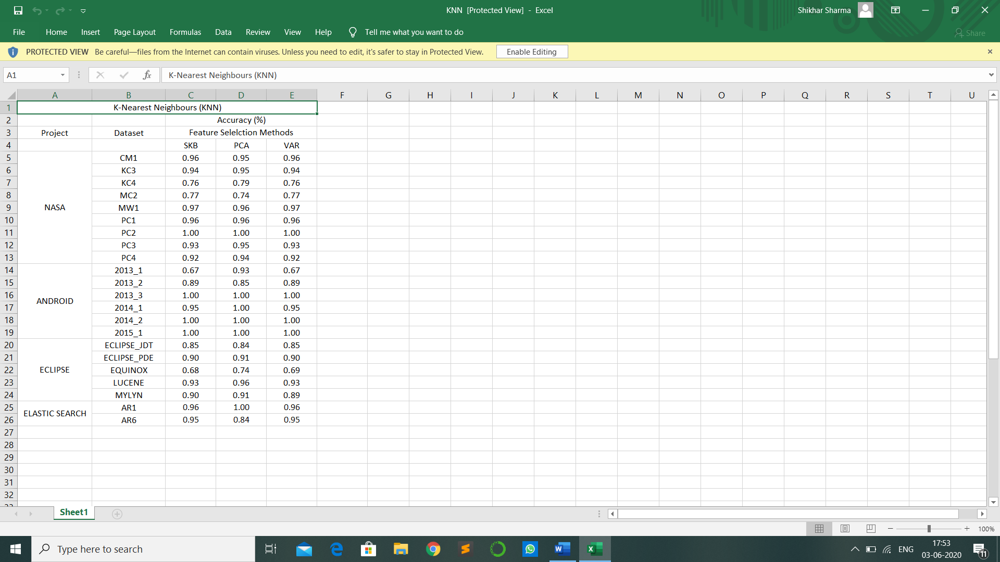 KNN [Protected View] - Excel
Shikhar Sharma
File Home Insert Page Layout Formulas Data Review View Help Tell me what you want to do Share
PROTECTED VIEW Be careful—files from the Internet can contain viruses. Unless you need to edit, it's safer to stay in Protected View. Enable Editing
A1 fx K-Nearest Neighbours (KNN)
A B C D E F G H I J K L M N O P Q R S T U
1 K-Nearest Neighbours (KNN)
2 Accuracy (%)
3 Project Dataset Feature Selelction Methods
4 SKB PCA VAR
5 CM1 0.96 0.95 0.96
6 KC3 0.94 0.95 0.94
7 KC4 0.76 0.79 0.76
8 MC2 0.77 0.74 0.77
9 NASA MW1 0.97 0.96 0.97
10 PC1 0.96 0.96 0.96
11 PC2 1.00 1.00 1.00
12 PC3 0.93 0.95 0.93
13 PC4 0.92 0.94 0.92
14 2013_1 0.67 0.93 0.67
15 2013_2 0.89 0.85 0.89
16 ANDROID 2013_3 1.00 1.00 1.00
17 2014_1 0.95 1.00 0.95
18 2014_2 1.00 1.00 1.00
19 2015_1 1.00 1.00 1.00
20 ECLIPSE_JDT 0.85 0.84 0.85
21 ECLIPSE_PDE 0.90 0.91 0.90
22 ECLIPSE EQUINOX 0.68 0.74 0.69
23 LUCENE 0.93 0.96 0.93
24 MYLYN 0.90 0.91 0.89
25 ELASTIC SEARCH AR1 0.96 1.00 0.96
26 AR6 0.95 0.84 0.95
27
28
29
30
31
32
Sheet1
100%
Type here to search
ENG
17:53
03-06-2020
11